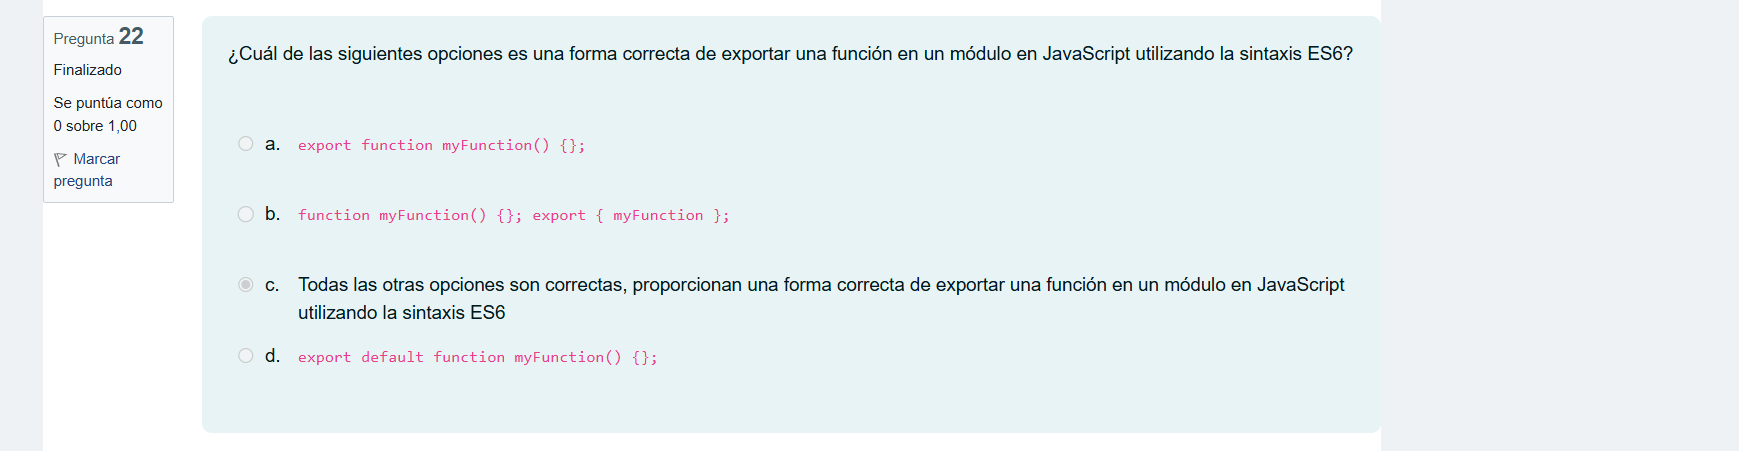 Pregunta 22
Finalizado
Se puntúa como
0 sobre 1,00
Marcar
pregunta
¿Cuál de las siguientes opciones es una forma correcta de exportar una función en un módulo en JavaScript utilizando la sintaxis ES6?
a. export function myFunction() {};
b. function myFunction() {}; export { myFunction };
c. Todas las otras opciones son correctas, proporcionan una forma correcta de exportar una función en un módulo en JavaScript
utilizando la sintaxis ES6
d. export default function myFunction() {};